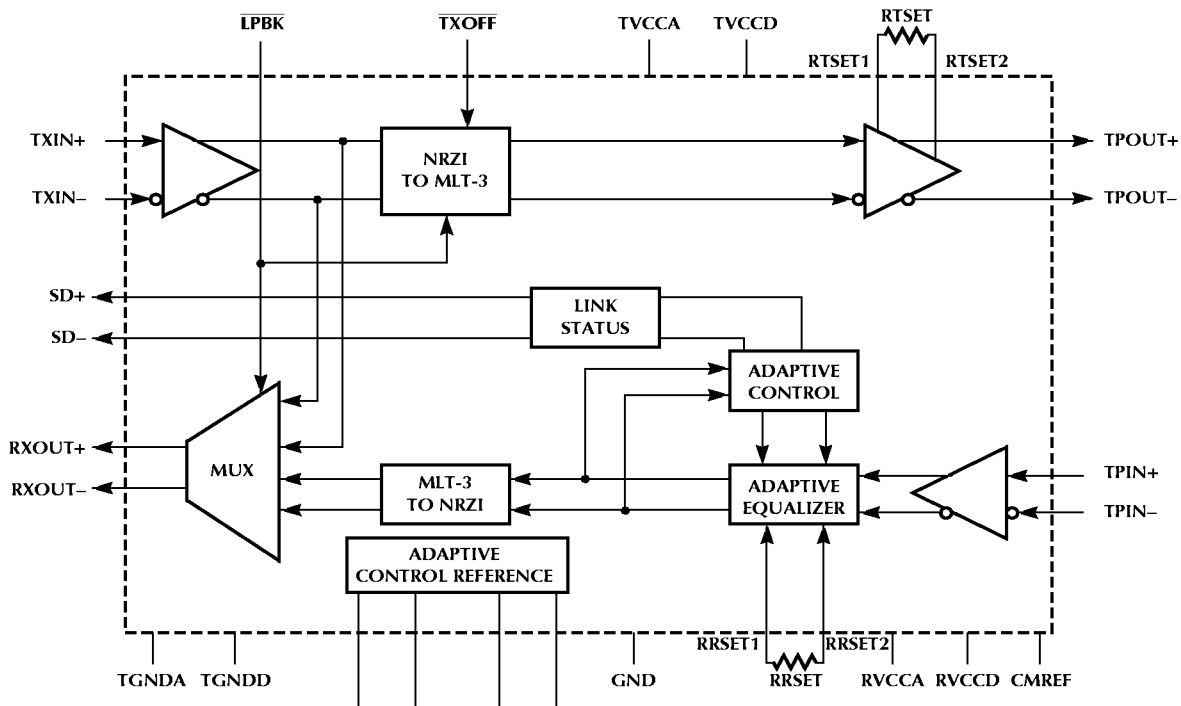 LPBK
TXOFF
TVCCA
TVCCD
RTSET
RTSET1
RTSET2
TXIN+
TXIN–
NRZI
TO MLT-3
TPOUT+
TPOUT–
SD+
SD–
LINK
STATUS
ADAPTIVE
CONTROL
RXOUT+
RXOUT–
MUX
MLT-3
TO NRZI
ADAPTIVE
EQUALIZER
TPIN+
TPIN–
ADAPTIVE
CONTROL REFERENCE
RRSET1
RRSET2
TGNDA
TGNDD
GND
RRSET
RVCCA
RVCCD
CMREF